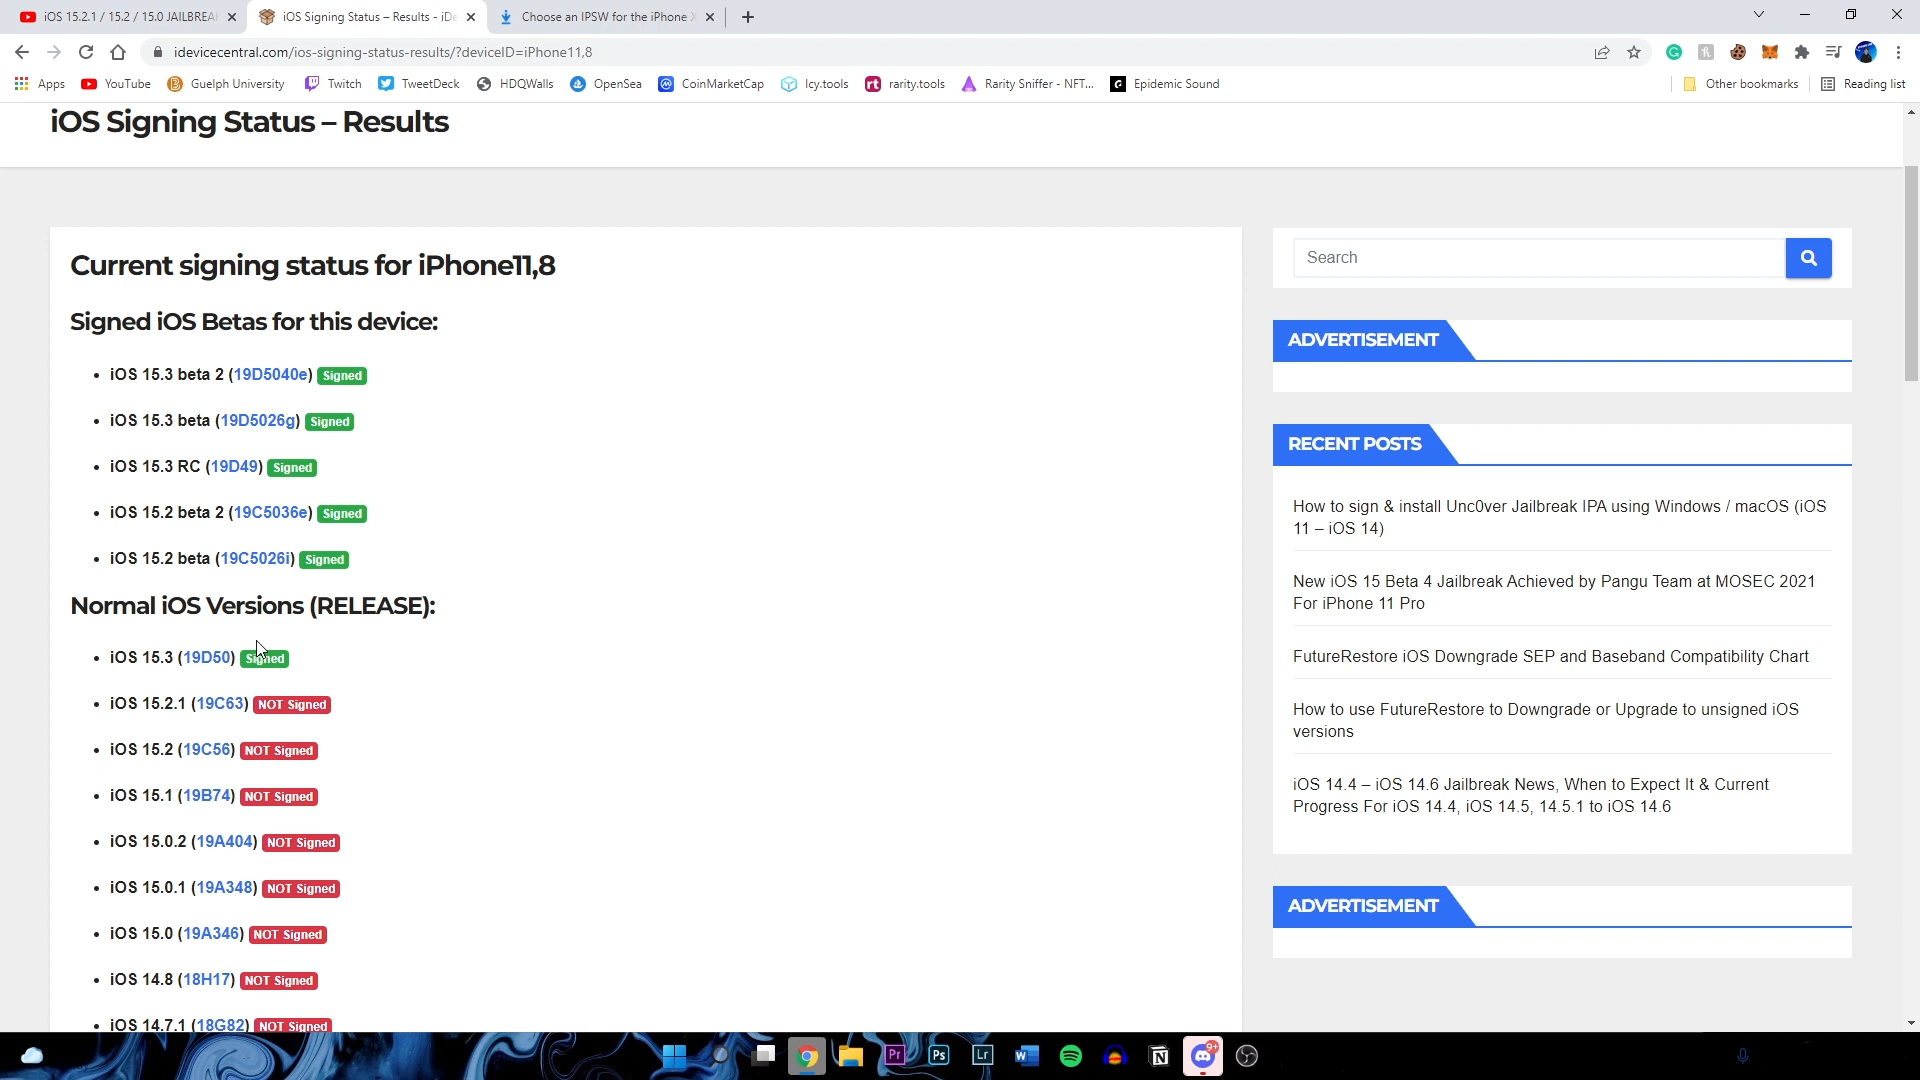 iOS 15.2.1 / 15.2 / 15.0 JAILBREA
iOS Signing Status – Results - iDe
Choose an IPSW for the iPhone X
idevicecentral.com/ios-signing-status-results/?deviceID=iPhone11,8
Apps YouTube Guelph University Twitch TweetDeck HDQWalls OpenSea CoinMarketCap Icy.tools rarity.tools Rarity Sniffer - NFT... Epidemic Sound Other bookmarks Reading list
iOS Signing Status – Results
Current signing status for iPhone11,8
Signed iOS Betas for this device:
• iOS 15.3 beta 2 (19D5040e) Signed
• iOS 15.3 beta (19D5026g) Signed
• iOS 15.3 RC (19D49) Signed
• iOS 15.2 beta 2 (19C5036e) Signed
• iOS 15.2 beta (19C5026i) Signed
Normal iOS Versions (RELEASE):
• iOS 15.3 (19D50) Signed
• iOS 15.2.1 (19C63) NOT Signed
• iOS 15.2 (19C56) NOT Signed
• iOS 15.1 (19B74) NOT Signed
• iOS 15.0.2 (19A404) NOT Signed
• iOS 15.0.1 (19A348) NOT Signed
• iOS 15.0 (19A346) NOT Signed
• iOS 14.8 (18H17) NOT Signed
• iOS 14.7.1 (18G82) NOT Signed
Search
ADVERTISEMENT
RECENT POSTS
How to sign & install Unc0ver Jailbreak IPA using Windows / macOS (iOS
11 – iOS 14)
New iOS 15 Beta 4 Jailbreak Achieved by Pangu Team at MOSEC 2021
For iPhone 11 Pro
FutureRestore iOS Downgrade SEP and Baseband Compatibility Chart
How to use FutureRestore to Downgrade or Upgrade to unsigned iOS
versions
iOS 14.4 – iOS 14.6 Jailbreak News, When to Expect It & Current
Progress For iOS 14.4, iOS 14.5, 14.5.1 to iOS 14.6
ADVERTISEMENT
Pr Ps Lr W N 9+